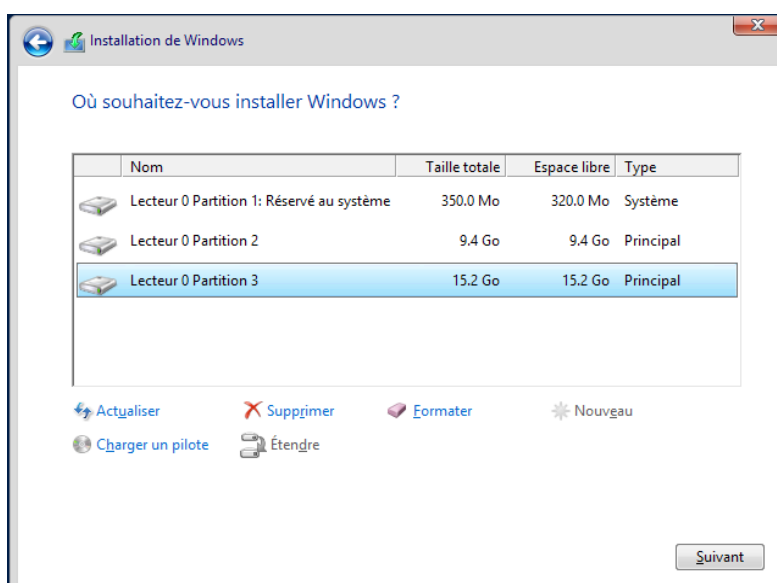 Installation de Windows
Où souhaitez-vous installer Windows ?
Nom Taille totale Espace libre Type
Lecteur 0 Partition 1: Réservé au système 350.0 Mo 320.0 Mo Système
Lecteur 0 Partition 2 9.4 Go 9.4 Go Principal
Lecteur 0 Partition 3 15.2 Go 15.2 Go Principal
Actualiser Supprimer Formater Nouveau
Charger un pilote Étendre
Suivant